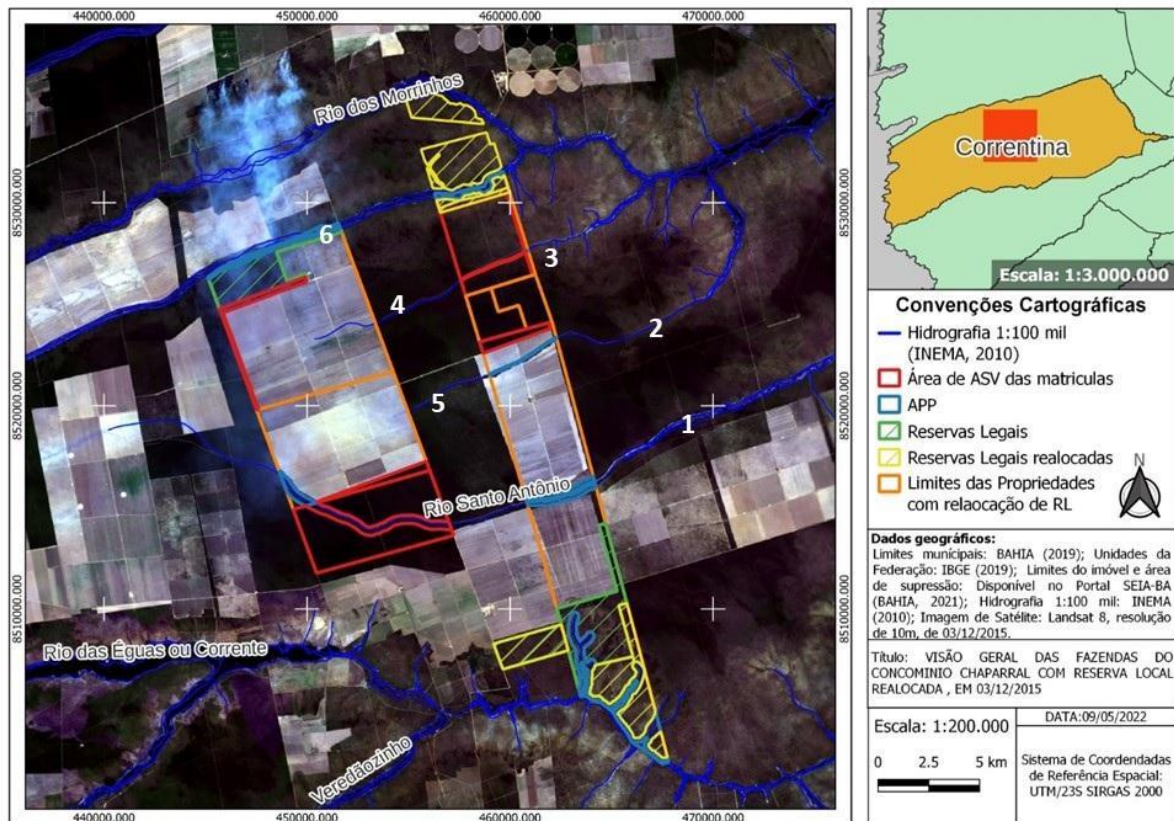 440000.000 450000.000 460000.000 470000.000
8530000.000 8530000.000
8520000.000 8520000.000
8510000.000 8510000.000
Rio dos Morrinhos
6
3
4
2
5
1
Rio Santo Antônio
Rio das Éguas ou Corrente
Veredãozinho
440000.000 450000.000 460000.000 470000.000
Correntina
Escala: 1:3.000.000
Convenções Cartográficas
Hidrografia 1:100 mil
(INEMA, 2010)
Área de ASV das matriculas
APP
Reservas Legais
Reservas Legais realocadas
Limites das Propriedades
com relaocação de RL
N
Dados geográficos:
Limites municipais: BAHIA (2019); Unidades da
Federação: IBGE (2019); Limites do imóvel e área
de supressão: Disponível no Portal SEIA-BA
(BAHIA, 2021); Hidrografia 1:100 mil: INEMA
(2010); Imagem de Satélite: Landsat 8, resolução
de 10m, de 03/12/2015.
Título: VISÃO GERAL DAS FAZENDAS DO
CONCOMINIO CHAPARRAL COM RESERVA LOCAL
REALOCADA , EM 03/12/2015
Escala: 1:200.000
0 2.5 5 km
DATA:09/05/2022
Sistema de Coordendadas
de Referência Espacial:
UTM/23S SIRGAS 2000